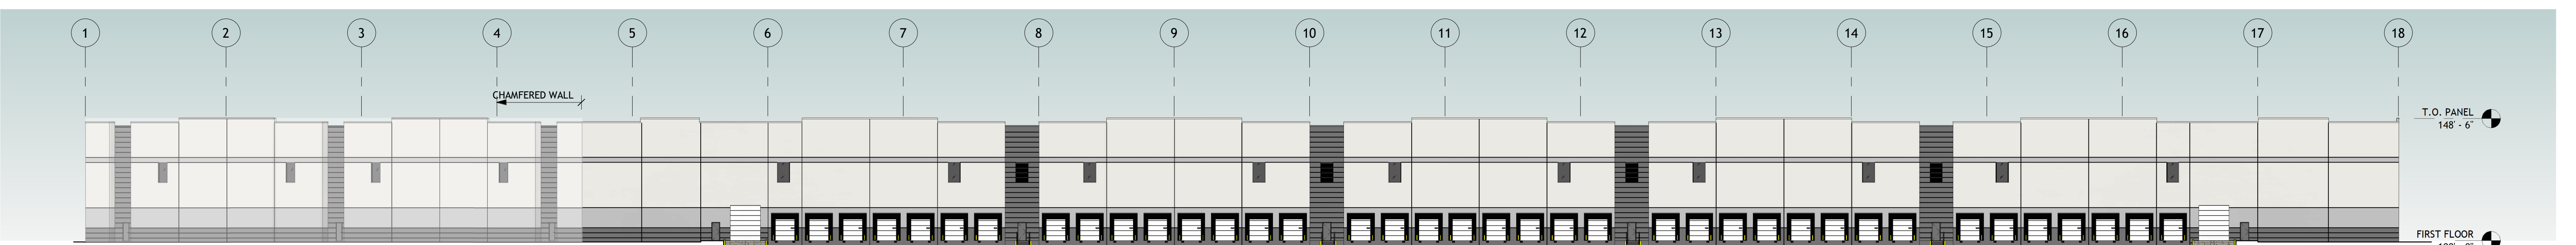 1 2 3 4 5 6 7 8 9 10 11 12 13 14 15 16 17 18
CHAMFERED WALL
T.O. PANEL
148' - 6"
FIRST FLOOR